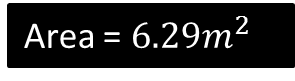 Area = 6.29m²